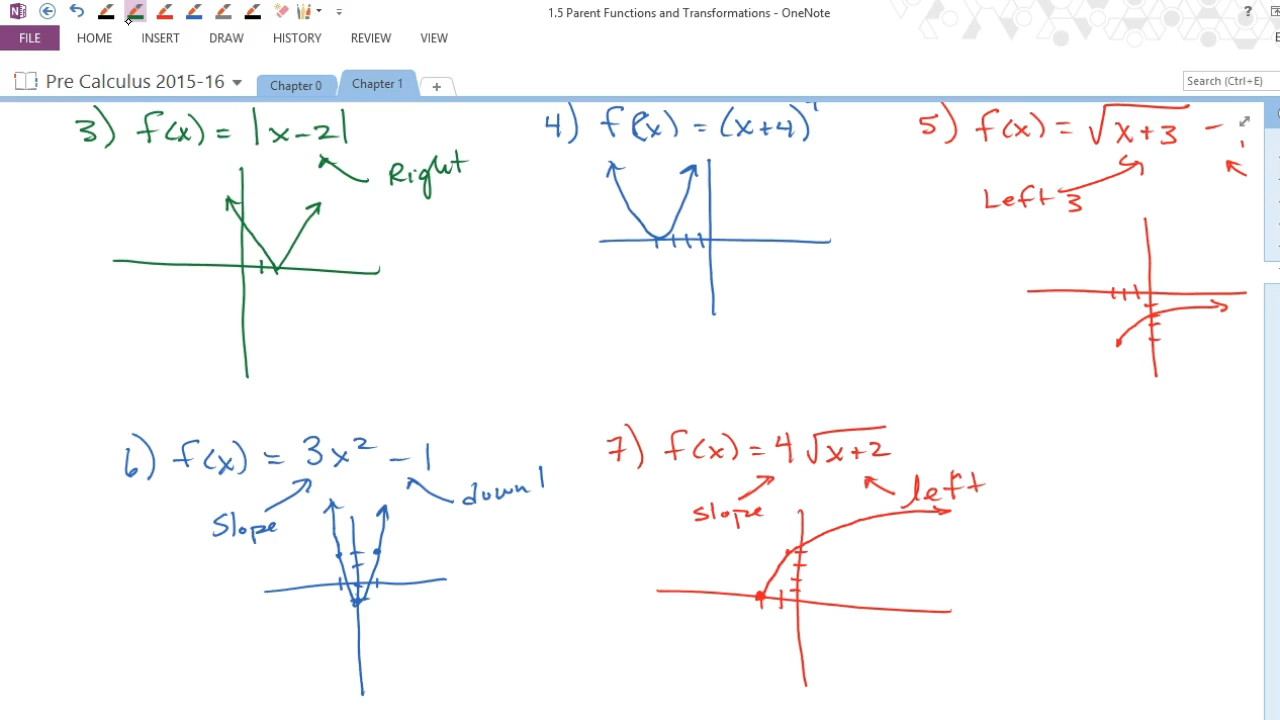 1.5 Parent Functions and Transformations - OneNote
?
FILE HOME INSERT DRAW HISTORY REVIEW VIEW
Pre Calculus 2015-16 Chapter 0 Chapter 1 +
Search (Ctrl+E)
3) f(x) = |x-2|
Right
4) f(x) = (x+4)
5) f(x) = √x+3 -
Left 3
6) f(x) = 3x² - 1
Slope
down 1
7) f(x) = 4√x+2
slope
left